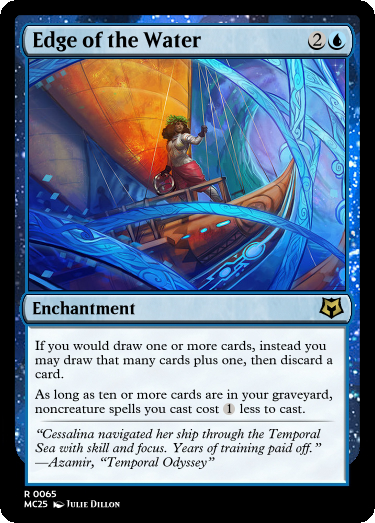 Edge of the Water 2
Enchantment
If you would draw one or more cards, instead you
may draw that many cards plus one, then discard a
card.
As long as ten or more cards are in your graveyard,
noncreature spells you cast cost 1 less to cast.
“Cessalina navigated her ship through the Temporal
Sea with skill and focus. Years of training paid off.”
—Azamir, “Temporal Odyssey”
R 0065
MC25 Julie Dillon